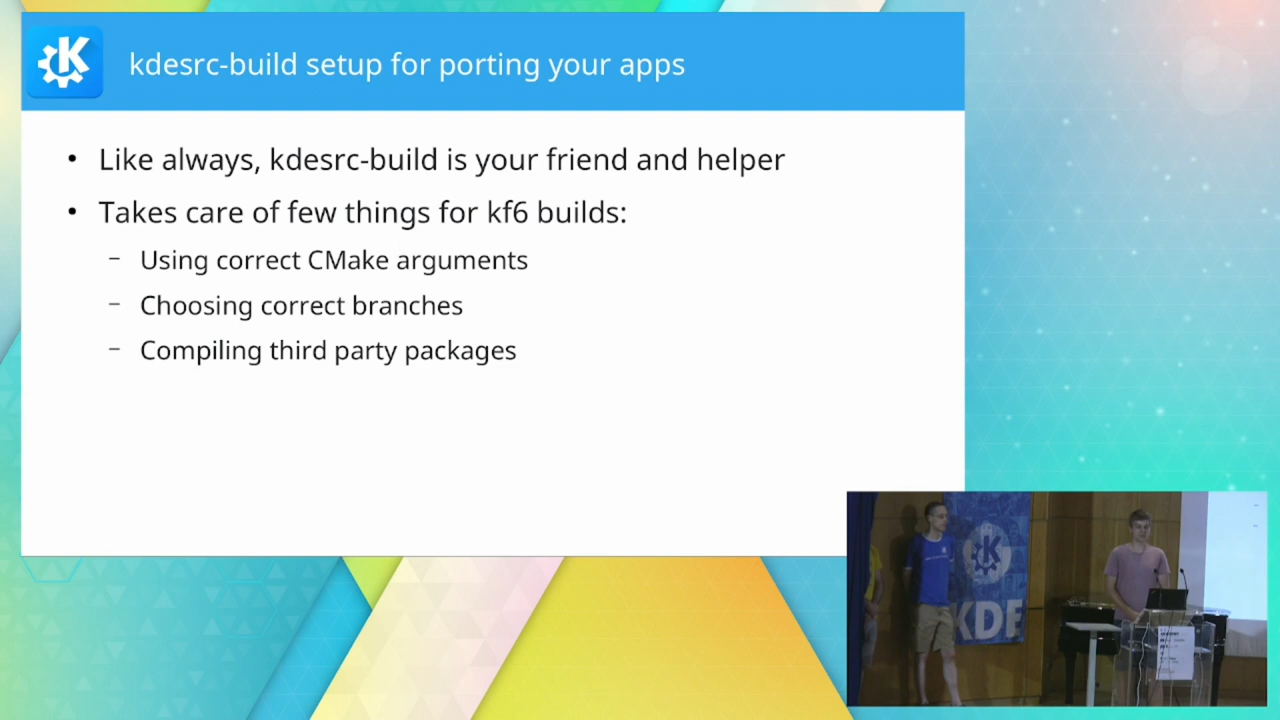 kdesrc-build setup for porting your apps
• Like always, kdesrc-build is your friend and helper
• Takes care of few things for kf6 builds:
– Using correct CMake arguments
– Choosing correct branches
– Compiling third party packages
KDE